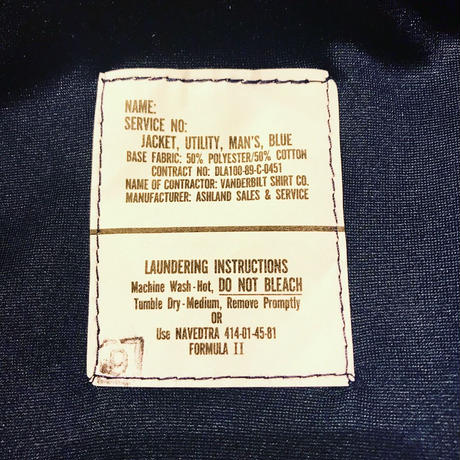 NAME:
SERVICE NO:
JACKET, UTILITY, MAN'S, BLUE
BASE FABRIC: 50% POLYESTER/50% COTTON
CONTRACT NO: DLA100-89-C-0451
NAME OF CONTRACTOR: VANDERBILT SHIRT CO.
MANUFACTURER: ASHLAND SALES & SERVICE
LAUNDERING INSTRUCTIONS
Machine Wash-Hot, DO NOT BLEACH
Tumble Dry-Medium, Remove Promptly
OR
Use NAVEDTRA 414-01-45-81
FORMULA II